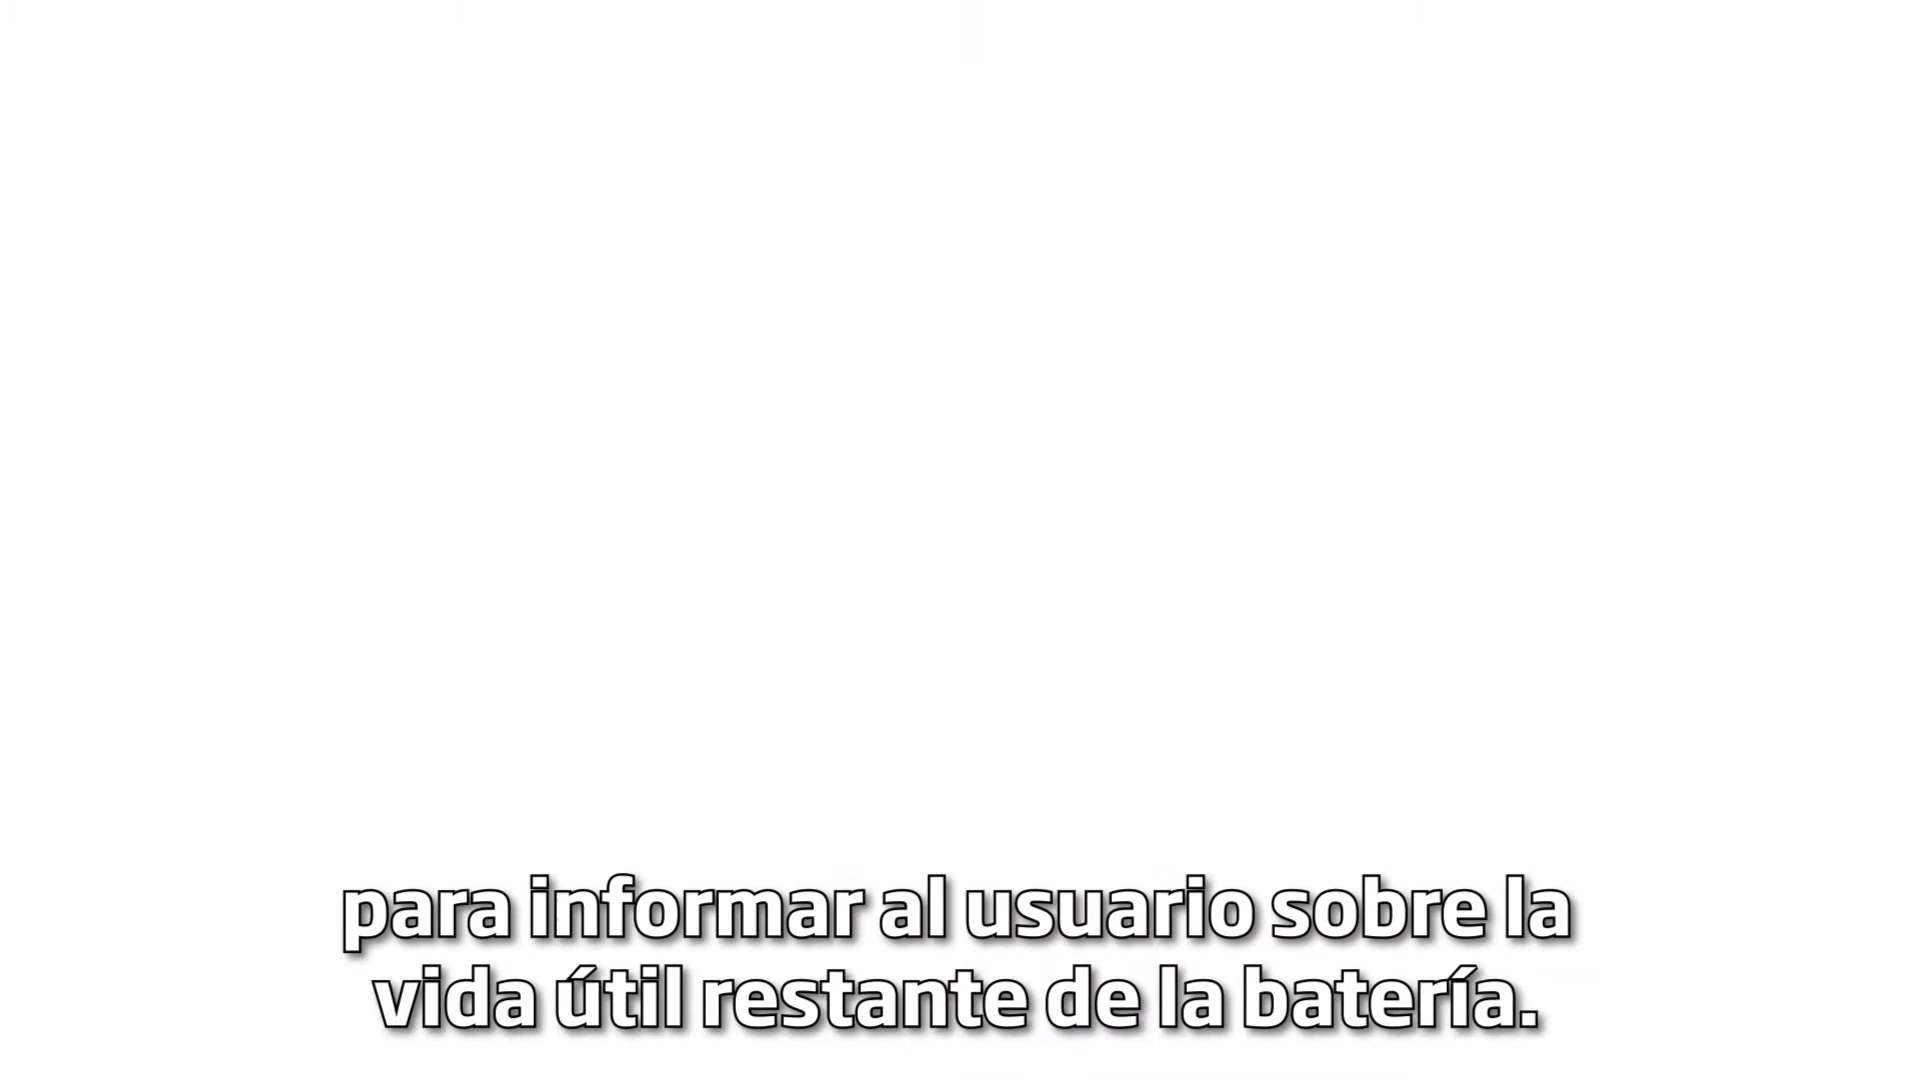 para informar al usuario sobre la
vida útil restante de la batería.